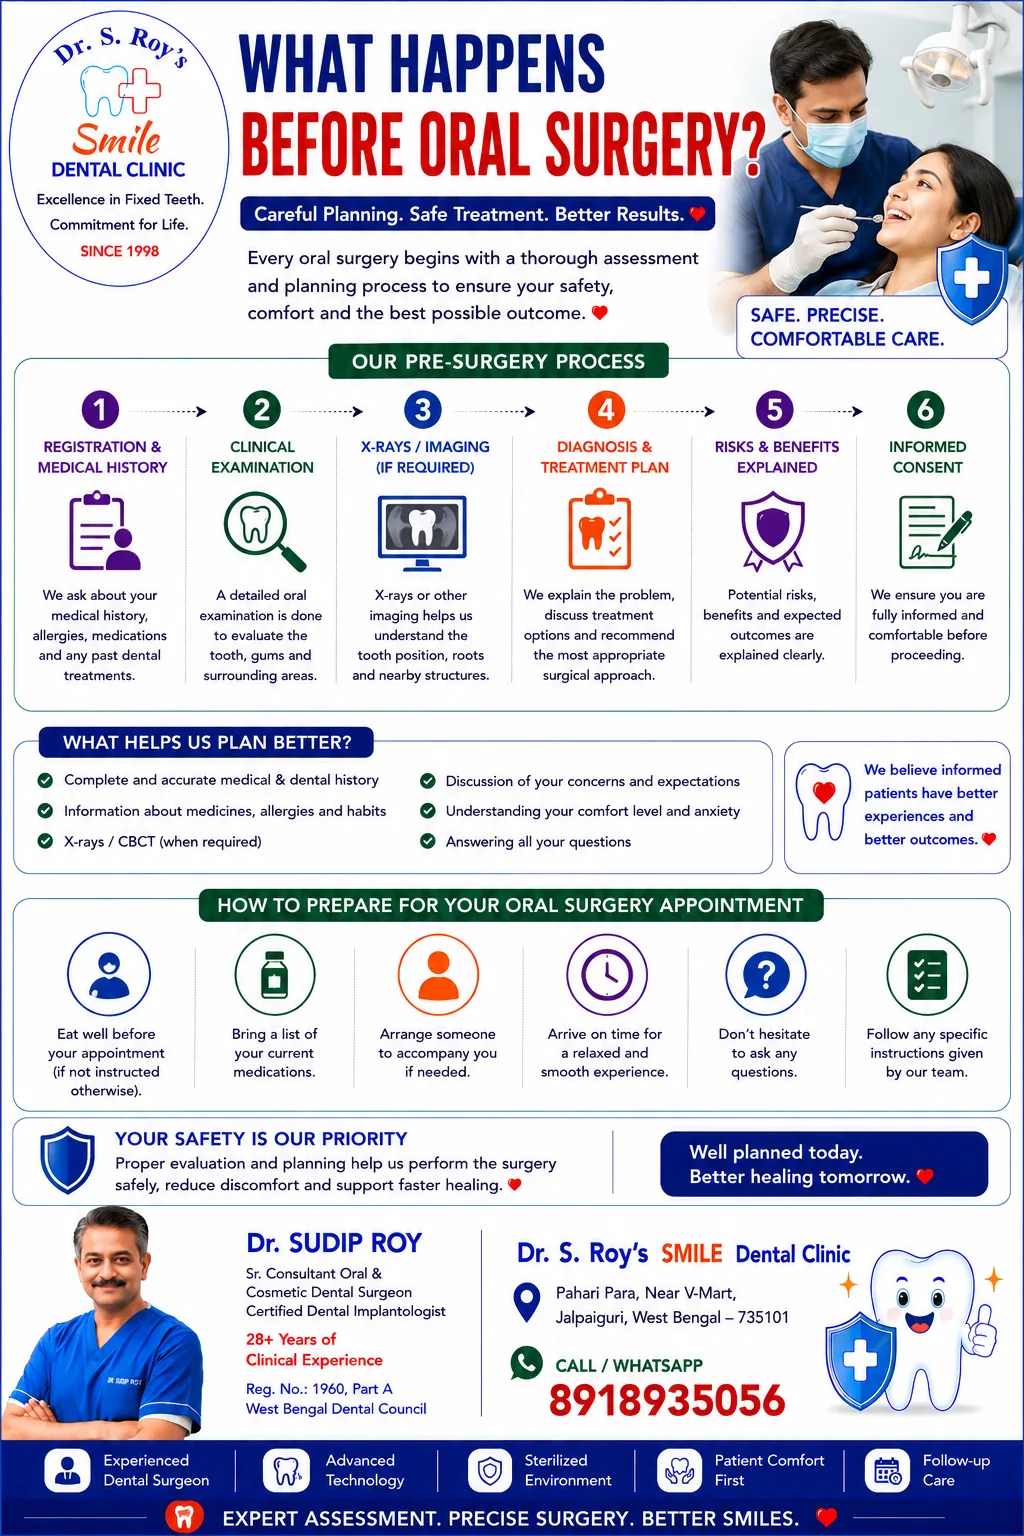 Dr. S. Roy's
Smile
DENTAL CLINIC
Excellence in Fixed Teeth.
Commitment for Life.
SINCE 1998
WHAT HAPPENS
BEFORE ORAL SURGERY?
Careful Planning. Safe Treatment. Better Results.
Every oral surgery begins with a thorough assessment
and planning process to ensure your safety,
comfort and the best possible outcome.
SAFE. PRECISE.
COMFORTABLE CARE.
OUR PRE-SURGERY PROCESS
1
REGISTRATION &
MEDICAL HISTORY
We ask about your
medical history,
allergies, medications
and any past dental
treatments.
2
CLINICAL
EXAMINATION
A detailed oral
examination is done
to evaluate the
tooth, gums and
surrounding areas.
3
X-RAYS / IMAGING
(IF REQUIRED)
X-rays or other
imaging helps us
understand the
tooth position, roots
and nearby structures.
4
DIAGNOSIS &
TREATMENT PLAN
We explain the problem,
discuss treatment
options and recommend
the most appropriate
surgical approach.
5
RISKS & BENEFITS
EXPLAINED
Potential risks,
benefits and expected
outcomes are
explained clearly.
6
INFORMED
CONSENT
We ensure you are
fully informed and
comfortable before
proceeding.
WHAT HELPS US PLAN BETTER?
Complete and accurate medical & dental history
Information about medicines, allergies and habits
X-rays / CBCT (when required)
Discussion of your concerns and expectations
Understanding your comfort level and anxiety
Answering all your questions
We believe informed
patients have better
experiences and
better outcomes.
HOW TO PREPARE FOR YOUR ORAL SURGERY APPOINTMENT
Eat well before
your appointment
(if not instructed
otherwise).
Bring a list of
your current
medications.
Arrange someone
to accompany you
if needed.
Arrive on time for
a relaxed and
smooth experience.
?
Don't hesitate
to ask any
questions.
Follow any specific
instructions given
by our team.
YOUR SAFETY IS OUR PRIORITY
Proper evaluation and planning help us perform the surgery
safely, reduce discomfort and support faster healing.
Well planned today.
Better healing tomorrow.
DR SUDIP ROY
Dr. SUDIP ROY
Sr. Consultant Oral &
Cosmetic Dental Surgeon
Certified Dental Implantologist
28+ Years of
Clinical Experience
Reg. No.: 1960, Part A
West Bengal Dental Council
Dr. S. Roy's SMILE Dental Clinic
Pahari Para, Near V-Mart,
Jalpaiguri, West Bengal – 735101
CALL / WHATSAPP
8918935056
Experienced
Dental Surgeon
Advanced
Technology
Sterilized
Environment
Patient Comfort
First
Follow-up
Care
EXPERT ASSESSMENT. PRECISE SURGERY. BETTER SMILES.